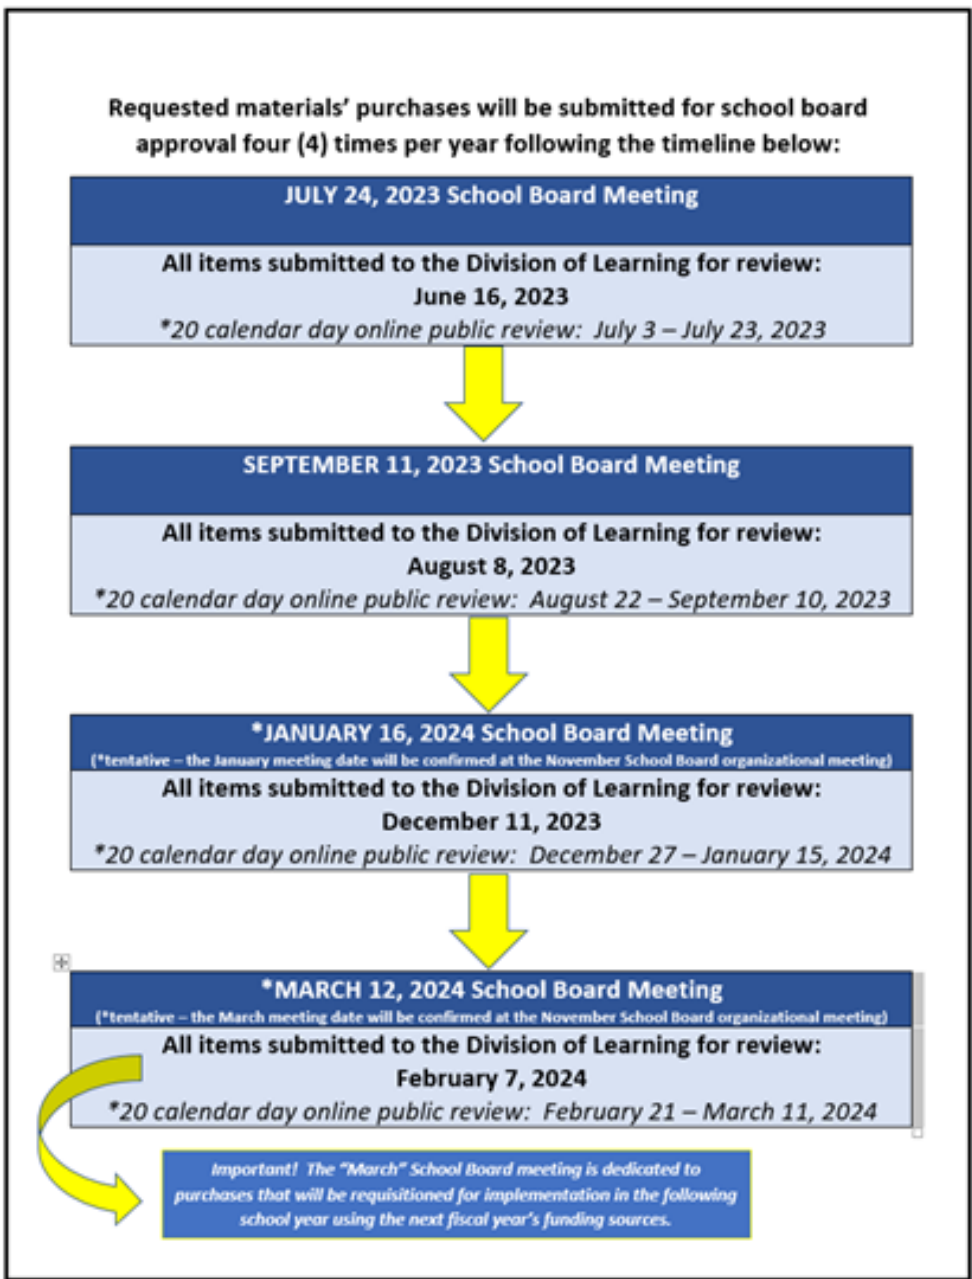 Requested materials’ purchases will be submitted for school board
approval four (4) times per year following the timeline below:
JULY 24, 2023 School Board Meeting
All items submitted to the Division of Learning for review:
June 16, 2023
*20 calendar day online public review:  July 3 – July 23, 2023
SEPTEMBER 11, 2023 School Board Meeting
All items submitted to the Division of Learning for review:
August 8, 2023
*20 calendar day online public review:  August 22 – September 10, 2023
*JANUARY 16, 2024 School Board Meeting
(*tentative – the January meeting date will be confirmed at the November School Board organizational meeting)
All items submitted to the Division of Learning for review:
December 11, 2023
*20 calendar day online public review:  December 27 – January 15, 2024
*MARCH 12, 2024 School Board Meeting
(*tentative – the March meeting date will be confirmed at the November School Board organizational meeting)
All items submitted to the Division of Learning for review:
February 7, 2024
*20 calendar day online public review:  February 21 – March 11, 2024
Important!  The “March” School Board meeting is dedicated to
purchases that will be requisitioned for implementation in the following
school year using the next fiscal year’s funding sources.